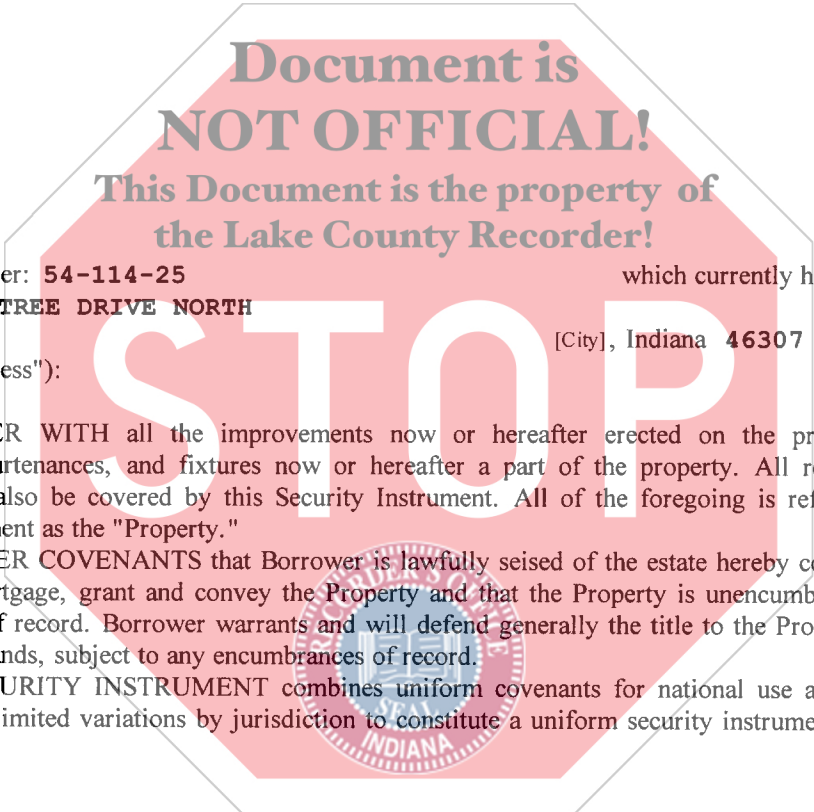 Document is
NOT OFFICIAL!
This Document is the property of
the Lake County Recorder!
er: 54-114-25 which currently h
TREE DRIVE NORTH
[City], Indiana 46307
ess"):
STOP
ER WITH all the improvements now or hereafter erected on the pr
rtenances, and fixtures now or hereafter a part of the property. All r
also be covered by this Security Instrument. All of the foregoing is ref
ent as the "Property."
ER COVENANTS that Borrower is lawfully seised of the estate hereby c
rtgage, grant and convey the Property and that the Property is unencumb
f record. Borrower warrants and will defend generally the title to the Pro
nds, subject to any encumbrances of record.
URITY INSTRUMENT combines uniform covenants for national use a
imited variations by jurisdiction to constitute a uniform security instrume
RECORDER'S OFFICE
SEAL
INDIANA